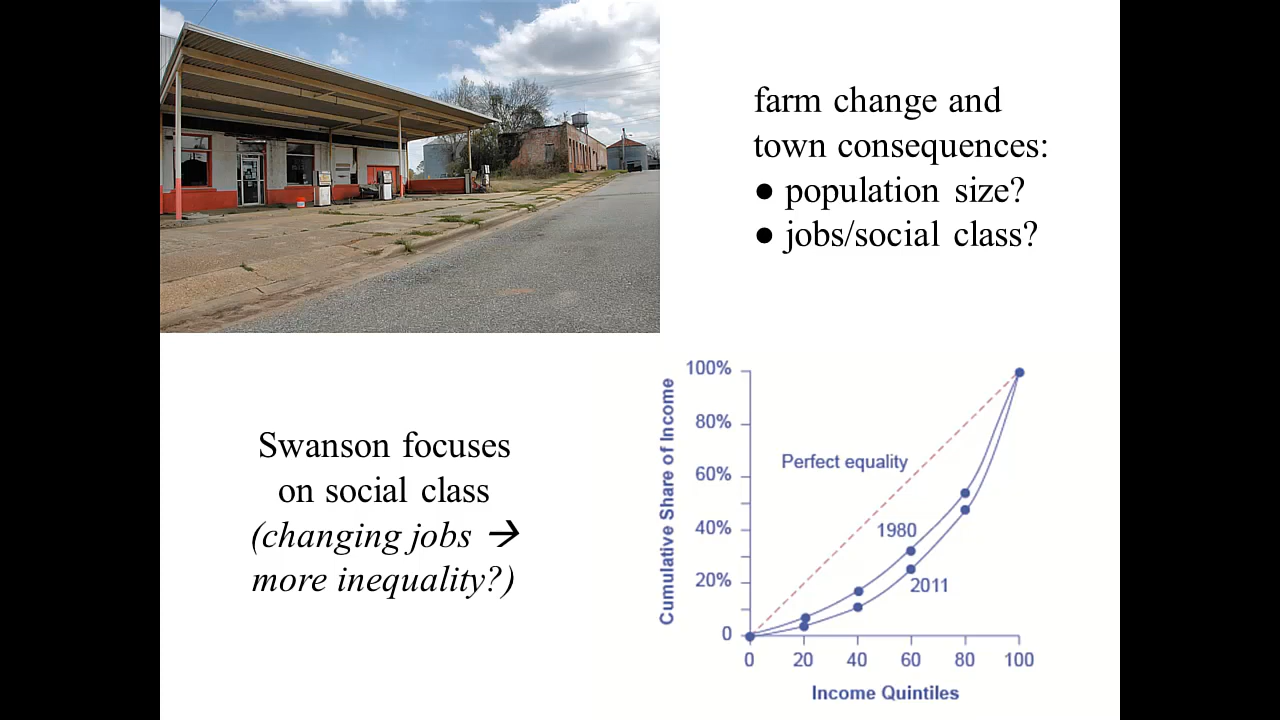 farm change and
town consequences:
● population size?
● jobs/social class?
Swanson focuses
on social class
(changing jobs →
more inequality?)
Cumulative Share of Income
100%
80%
60%
40%
20%
0
Perfect equality
1980
2011
0 20 40 60 80 100
Income Quintiles